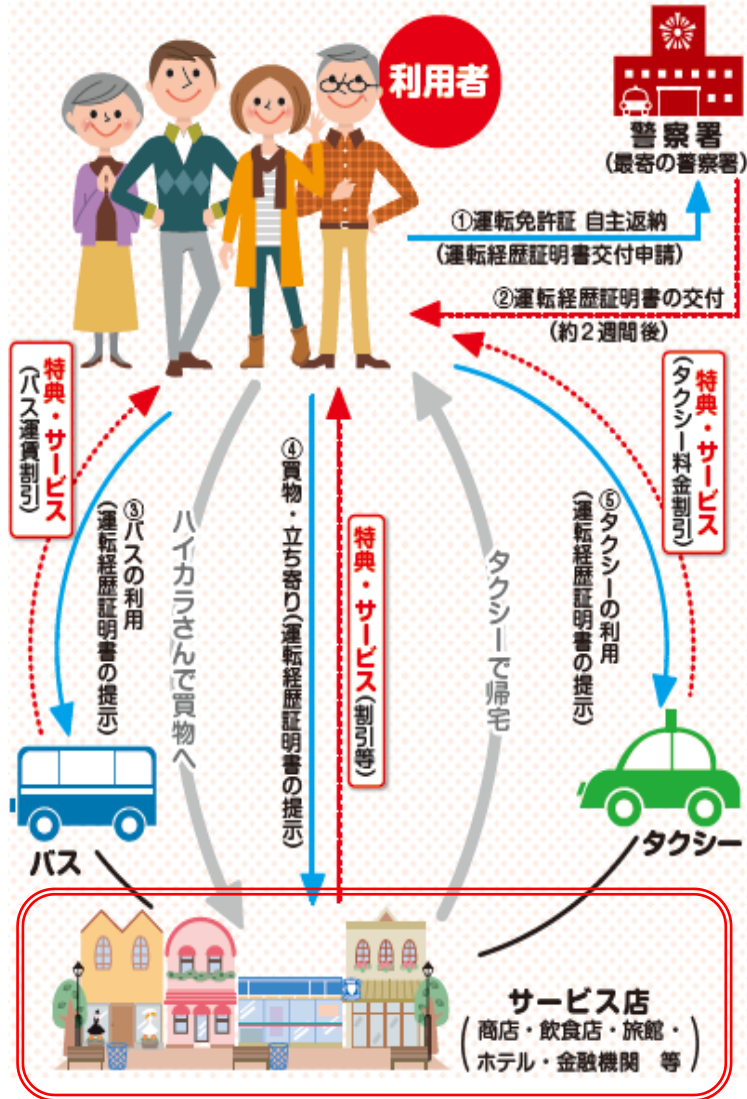 利用者
警察署
(最寄の警察署)
①運転免許証 自主返納
(運転経歴証明書交付申請)
②運転経歴証明書の交付
(約2週間後)
特典・サービス
(バス運賃割引)
③バスの利用
(運転経歴証明書の提示)
ハイカラさんで買物へ
④買物・立ち寄り(運転経歴証明書の提示)
特典・サービス(割引等)
タクシーで帰宅
⑤タクシーの利用
(運転経歴証明書の提示)
特典・サービス
(タクシー料金割引)
バス
タクシー
サービス店
(商店・飲食店・旅館・
ホテル・金融機関 等)